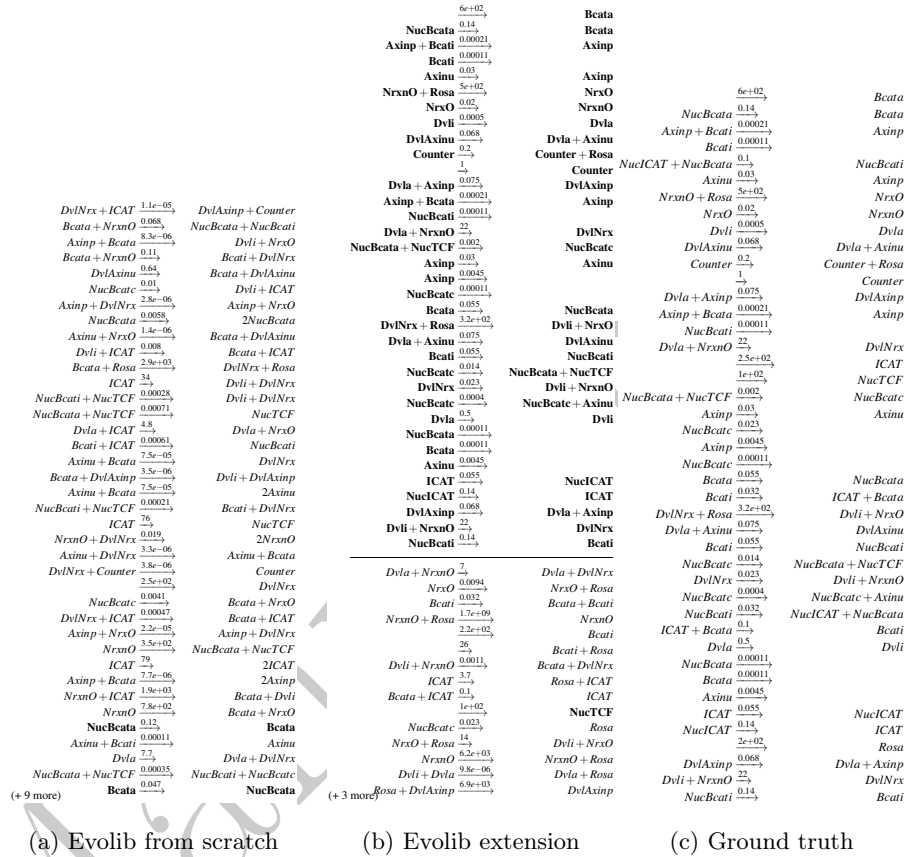 DvlNrx + ICAT 1.1e−05 DvlAxinp + Counter
Bcata + NrxnO 0.068 NucBcata + NucBcati
Axinp + Bcata 8.3e−06 Dvli + NrxO
Bcata + NrxnO 0.11 Bcati + DvlNrx
DvlAxinu 0.64 Bcata + DvlAxinu
NucBcatc 0.01 Dvli + ICAT
Axinp + DvlNrx 2.8e−06 Axinp + NrxO
NucBcata 0.0058 2NucBcata
Axinu + NrxO 1.4e−06 Bcata + DvlAxinu
Dvli + ICAT 0.008 Bcata + ICAT
Bcata + Rosa 2.9e+03 DvlNrx + Rosa
ICAT 34 Dvli + DvlNrx
NucBcati + NucTCF 0.00028 Dvli + DvlNrx
NucBcata + NucTCF 0.00071 NucTCF
Dvla + ICAT 4.8 Dvla + NrxO
Bcati + ICAT 0.00061 NucBcati
Axinu + Bcata 7.5e−05 DvlNrx
Bcata + DvlAxinp 3.5e−06 Dvli + DvlAxinp
Axinu + Bcata 7.5e−05 2Axinu
NucBcati + NucTCF 0.00021 Bcati + DvlNrx
ICAT 76 NucTCF
NrxnO + DvlNrx 0.019 2NrxnO
Axinu + DvlNrx 3.3e−06 Axinu + Bcata
DvlNrx + Counter 3.8e−06 Counter
2.5e+02 DvlNrx
NucBcatc 0.0041 Bcata + NrxO
DvlNrx + ICAT 0.00047 Bcata + ICAT
Axinp + NrxO 2.2e−05 Axinp + DvlNrx
NrxnO 3.5e+02 NucBcata + NucTCF
ICAT 79 2ICAT
Axinp + Bcata 7.7e−06 2Axinp
NrxnO + ICAT 1.9e+03 Bcata + Dvli
NrxnO 7.8e+02 Bcata + NrxO
NucBcata 0.12 Bcata
Axinu + Bcati 0.00011 Axinu
Dvla 7.7 Dvla + DvlNrx
NucBcata + NucTCF 0.00035 NucBcati + NucBcatc
Bcata 0.047 NucBcata
(+ 9 more)
(a) Evolib from scratch
6e+02 Bcata
NucBcata 0.14 Bcata
Axinp + Bcati 0.00021 Axinp
Bcati 0.00011
Axinu 0.03 Axinp
NrxnO + Rosa 5e+02 NrxO
NrxO 0.02 NrxnO
Dvli 0.0005 Dvla
DvlAxinu 0.068 Dvla + Axinu
Counter 0.2 Counter + Rosa
1 Counter
Dvla + Axinp 0.075 DvlAxinp
Axinp + Bcata 0.00021 Axinp
NucBcati 0.00011
Dvla + NrxnO 22 DvlNrx
NucBcata + NucTCF 0.002 NucBcatc
Axinp 0.03 Axinu
Axinp 0.0045
NucBcatc 0.00011
Bcata 0.055 NucBcata
DvlNrx + Rosa 3.2e+02 Dvli + NrxO
Dvla + Axinu 0.075 DvlAxinu
Bcati 0.055 NucBcati
NucBcatc 0.014 NucBcata + NucTCF
DvlNrx 0.023 Dvli + NrxnO
NucBcatc 0.0004 NucBcatc + Axinu
Dvla 0.5 Dvli
NucBcata 0.00011
Bcata 0.00011
Axinu 0.0045
ICAT 0.055 NucICAT
NucICAT 0.14 ICAT
DvlAxinp 0.068 Dvla + Axinp
Dvli + NrxnO 22 DvlNrx
NucBcati 0.14 Bcati
Dvla + NrxnO 7 Dvla + DvlNrx
NrxO 0.0094 NrxO + Rosa
Bcati 0.032 Bcata + Bcati
NrxnO + Rosa 1.7e+09 NrxnO
2.2e+02 Bcati
26 Bcati + Rosa
Dvli + NrxnO 0.0011 Bcata + DvlNrx
ICAT 3.7 Rosa + ICAT
Bcata + ICAT 0.1 ICAT
1e+02 NucTCF
NucBcatc 0.023 Rosa
NrxO + Rosa 14 Dvli + NrxO
NrxnO 6.2e+03 NrxnO + Rosa
Dvli + Dvla 9.8e−06 Dvla + Rosa
Rosa + DvlAxinp 6.9e+03 DvlAxinp
(+ 3 more)
(b) Evolib extension
6e+02 Bcata
NucBcata 0.14 Bcata
Axinp + Bcati 0.00021 Axinp
Bcati 0.00011
NucICAT + NucBcata 0.1 NucBcati
Axinu 0.03 Axinp
NrxnO + Rosa 5e+02 NrxO
NrxO 0.02 NrxnO
Dvli 0.0005 Dvla
DvlAxinu 0.068 Dvla + Axinu
Counter 0.2 Counter + Rosa
1 Counter
Dvla + Axinp 0.075 DvlAxinp
Axinp + Bcata 0.00021 Axinp
NucBcati 0.00011
Dvla + NrxnO 22 DvlNrx
2.5e+02 ICAT
1e+02 NucTCF
NucBcata + NucTCF 0.002 NucBcatc
Axinp 0.03 Axinu
NucBcatc 0.023
Axinp 0.0045
NucBcatc 0.00011
Bcata 0.055 NucBcata
Bcati 0.032 ICAT + Bcata
DvlNrx + Rosa 3.2e+02 Dvli + NrxO
Dvla + Axinu 0.075 DvlAxinu
Bcati 0.055 NucBcati
NucBcatc 0.014 NucBcata + NucTCF
DvlNrx 0.023 Dvli + NrxnO
NucBcatc 0.0004 NucBcatc + Axinu
NucBcati 0.032 NucICAT + NucBcata
ICAT + Bcata 0.1 Bcati
Dvla 0.5 Dvli
NucBcata 0.00011
Bcata 0.00011
Axinu 0.0045
ICAT 0.055 NucICAT
NucICAT 0.14 ICAT
2e+02 Rosa
DvlAxinp 0.068 Dvla + Axinp
Dvli + NrxnO 22 DvlNrx
NucBcati 0.14 Bcati
(c) Ground truth